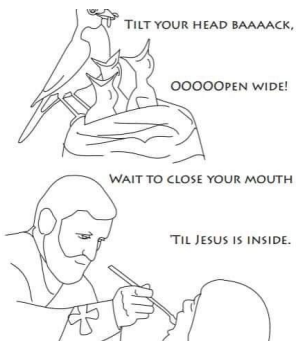 Tilt your head baaaack,
OOOOOpen wide!
Wait to close your mouth
'Til Jesus is inside.